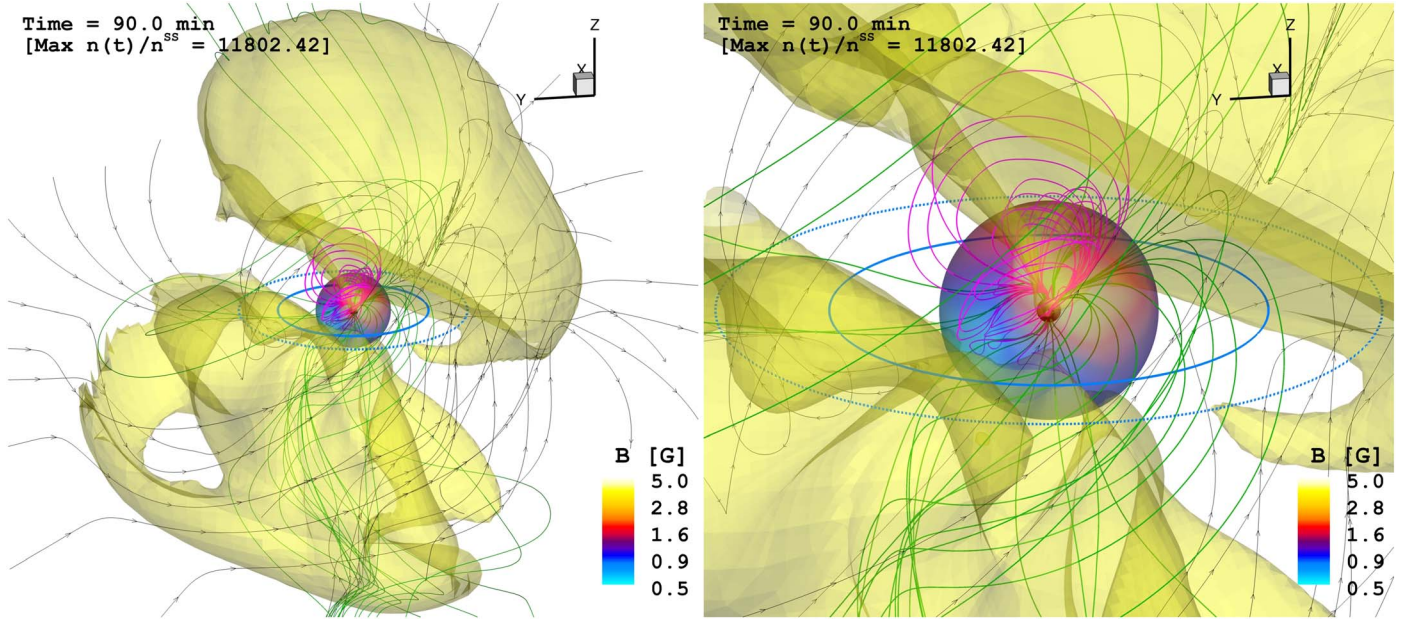 Time = 90.0 min
[Max n(t)/n^ss = 11802.42]
Z
X
Y
B [G]
5.0
2.8
1.6
0.9
0.5
Time = 90.0 min
[Max n(t)/n^ss = 11802.42]
Z
X
Y
B [G]
5.0
2.8
1.6
0.9
0.5